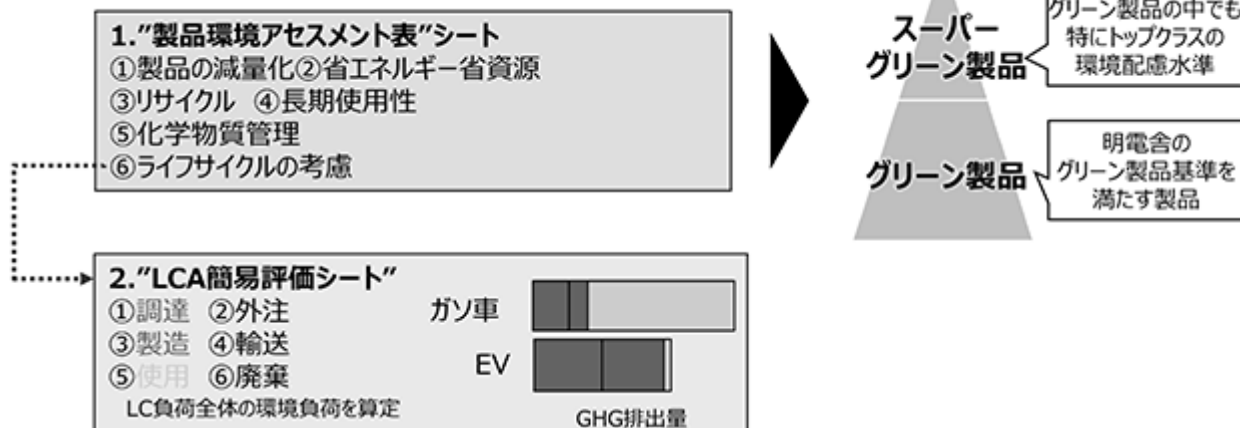 1.”製品環境アセスメント表”シート
①製品の減量化②省エネルギー省資源
③リサイクル ④長期使用性
⑤化学物質管理
⑥ライフサイクルの考慮
スーパー
グリーン製品
グリーン製品の中でも
特にトップクラスの
環境配慮水準
グリーン製品
明電舎の
グリーン製品基準を
満たす製品
2.”LCA簡易評価シート”
①調達 ②外注
③製造 ④輸送
⑤使用 ⑥廃棄
LC負荷全体の環境負荷を算定
ガソ車
EV
GHG排出量